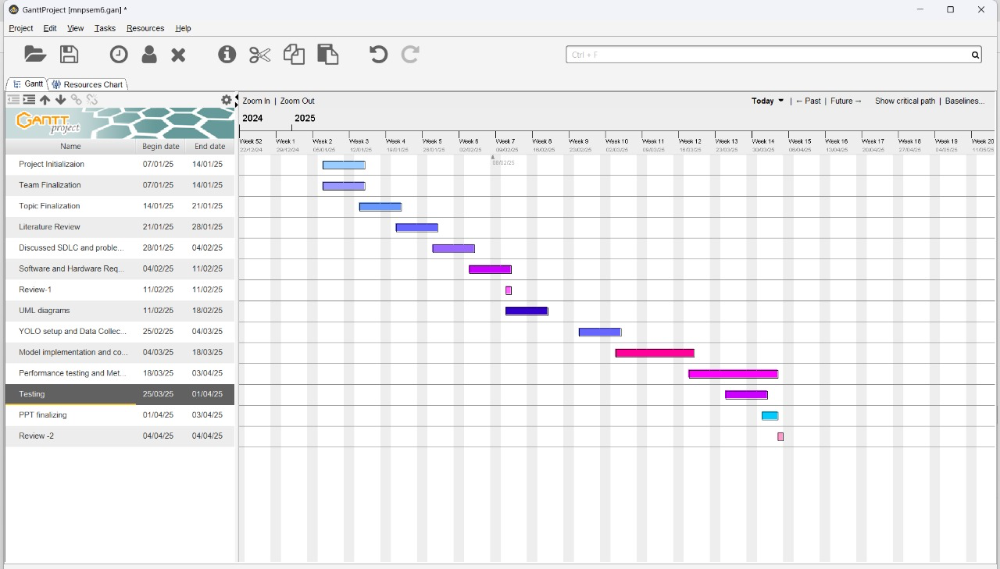 GanttProject [mnpsem6.gan] *
Project Edit View Tasks Resources Help
Ctrl + F
Gantt Resources Chart
Zoom In | Zoom Out Today | ← Past | Future → Show critical path | Baselines...
GANTT project
2024 2025
Name Begin date End date
Week 52 Week 1 Week 2 Week 3 Week 4 Week 5 Week 6 Week 7 Week 8 Week 9 Week 10 Week 11 Week 12 Week 13 Week 14 Week 15 Week 16 Week 17 Week 18 Week 19 Week 20
22/12/24 29/12/24 05/01/25 12/01/25 19/01/25 26/01/25 02/02/25 09/02/25 16/02/25 23/02/25 02/03/25 09/03/25 16/03/25 23/03/25 30/03/25 06/04/25 13/04/25 20/04/25 27/04/25 04/05/25 11/05/25
08/02/25
Project Initializaion 07/01/25 14/01/25
Team Finalization 07/01/25 14/01/25
Topic Finalization 14/01/25 21/01/25
Literature Review 21/01/25 28/01/25
Discussed SDLC and proble... 28/01/25 04/02/25
Software and Hardware Req... 04/02/25 11/02/25
Review-1 11/02/25 11/02/25
UML diagrams 11/02/25 18/02/25
YOLO setup and Data Collec... 25/02/25 04/03/25
Model implementation and co... 04/03/25 18/03/25
Performance testing and Met... 18/03/25 03/04/25
Testing 25/03/25 01/04/25
PPT finalizing 01/04/25 03/04/25
Review -2 04/04/25 04/04/25